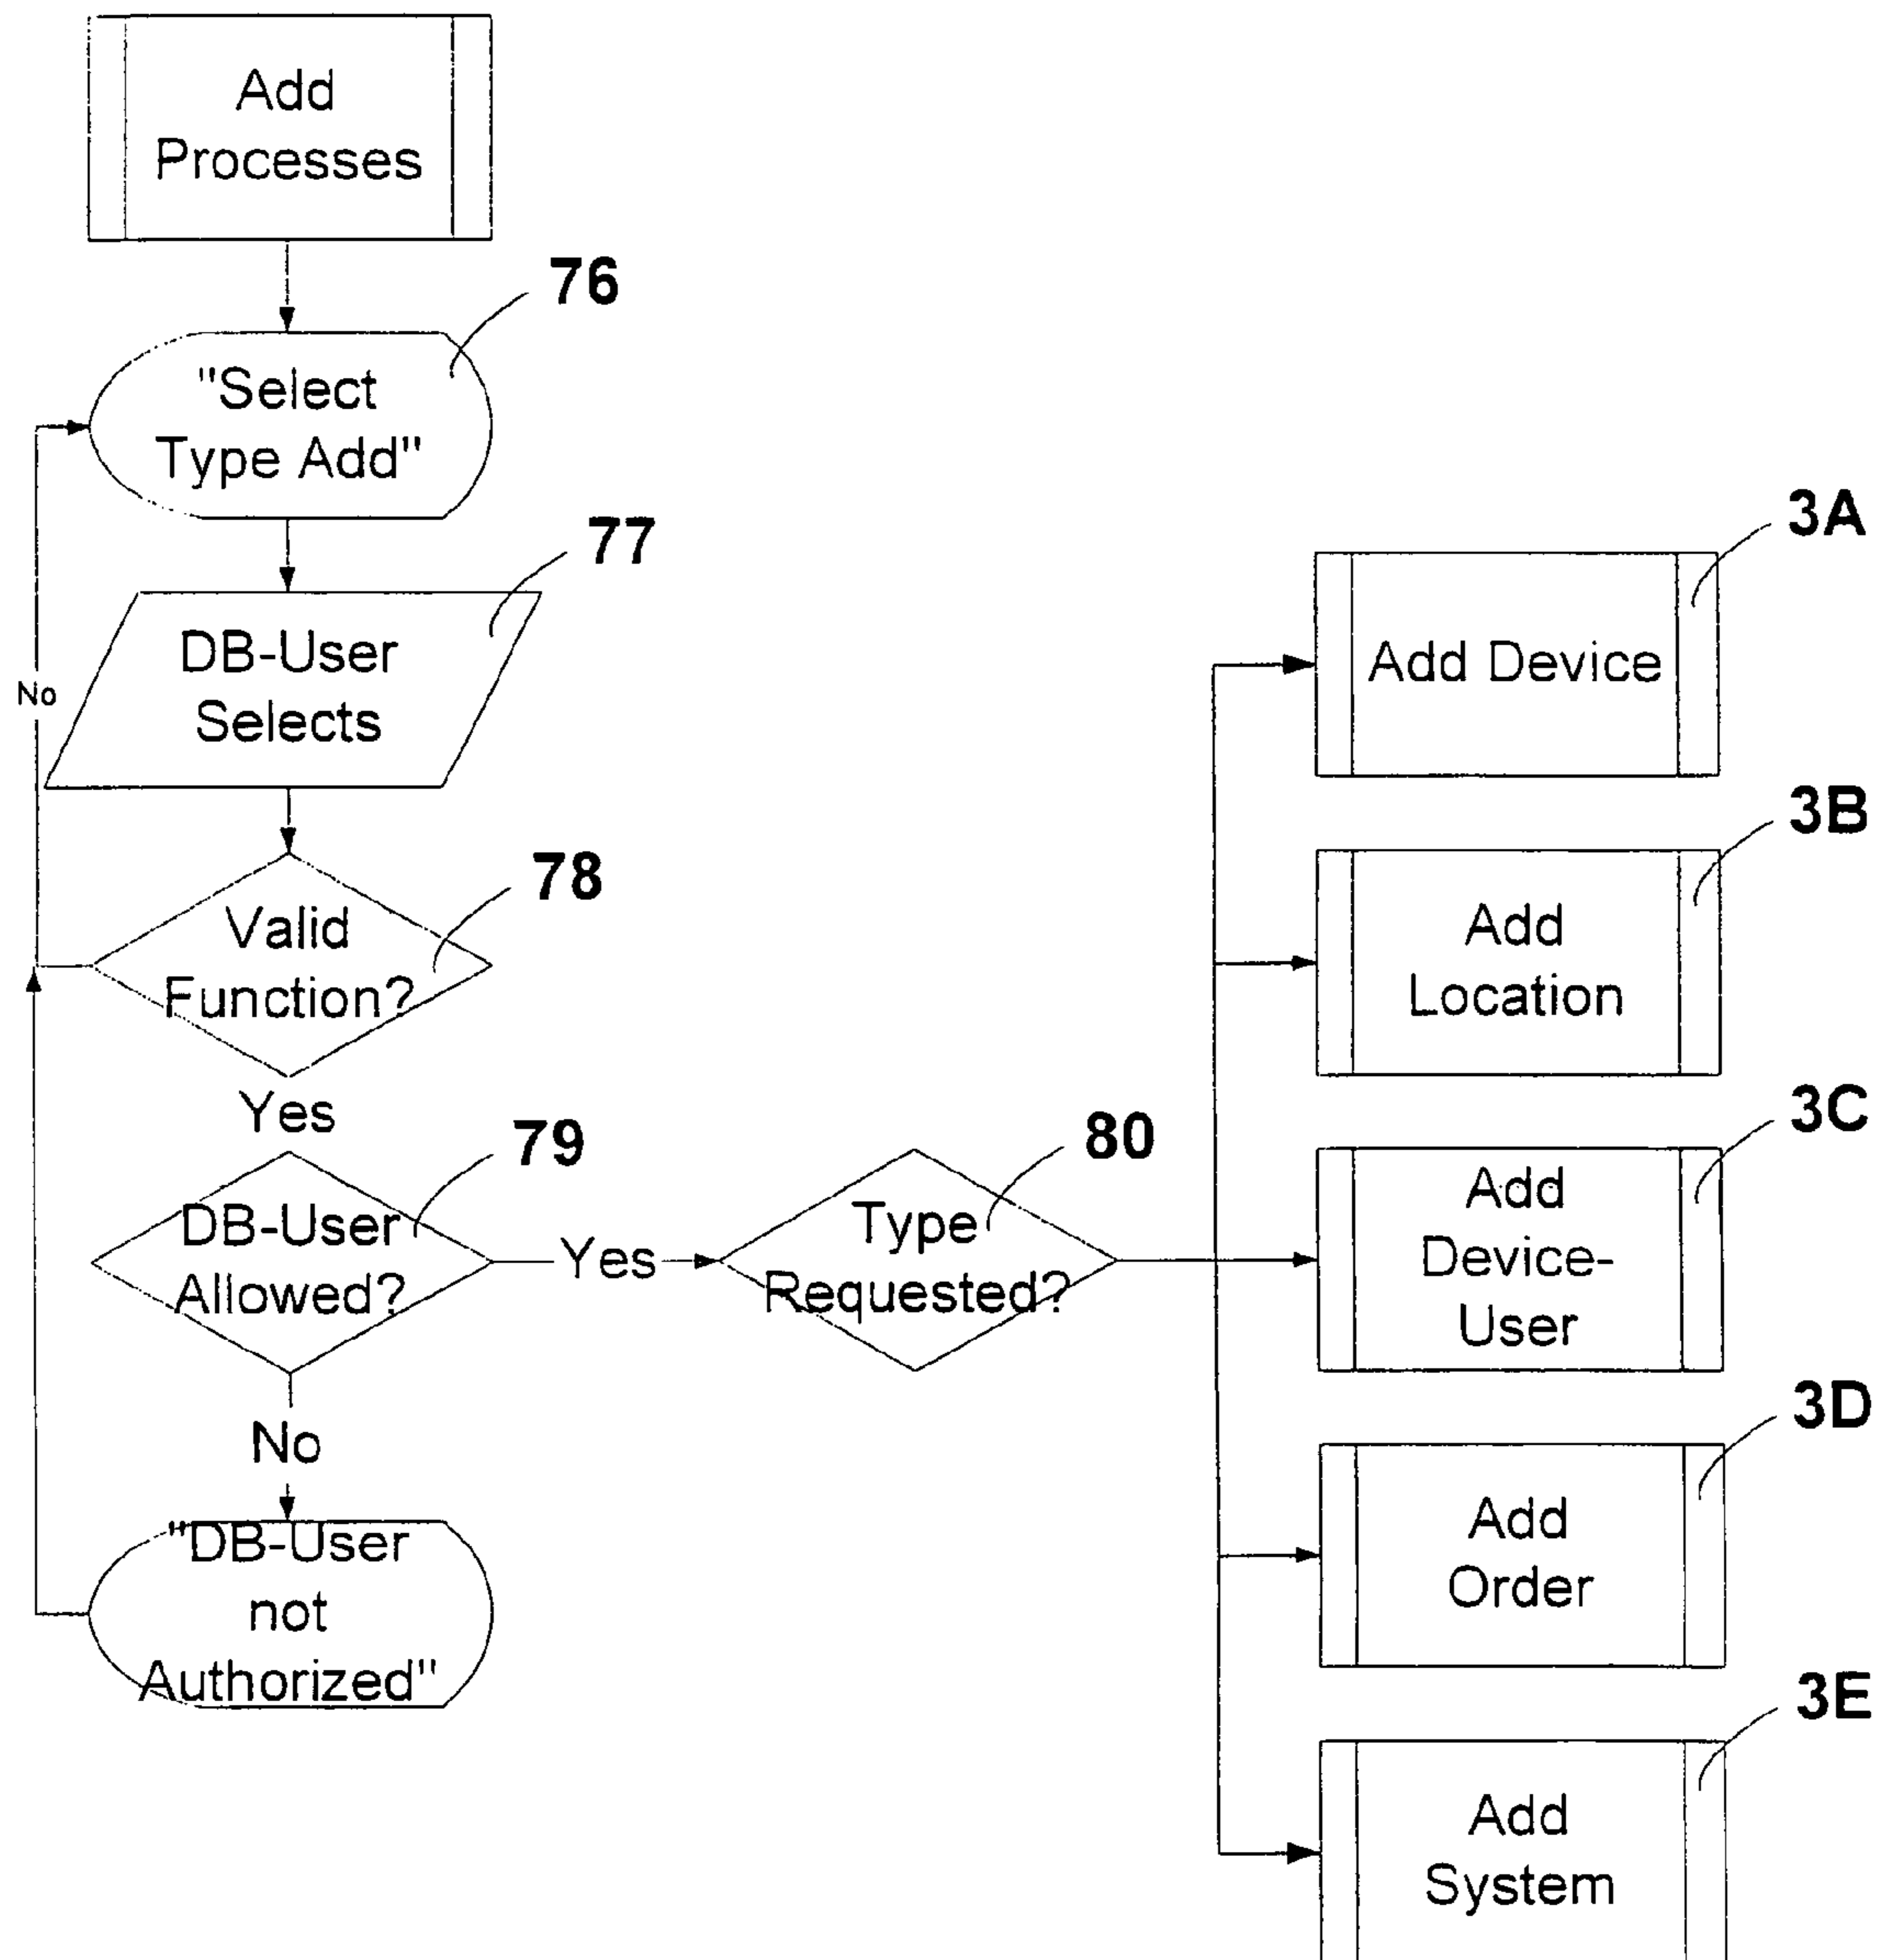 Add
Processes
76
"Select
Type Add"
77
DB-User
Selects
No
78
Valid
Function?
Yes
79
DB-User
Allowed?
Yes
80
Type
Requested?
No
"DB-User
not
Authorized"
3A
Add Device
3B
Add
Location
3C
Add
Device-
User
3D
Add
Order
3E
Add
System